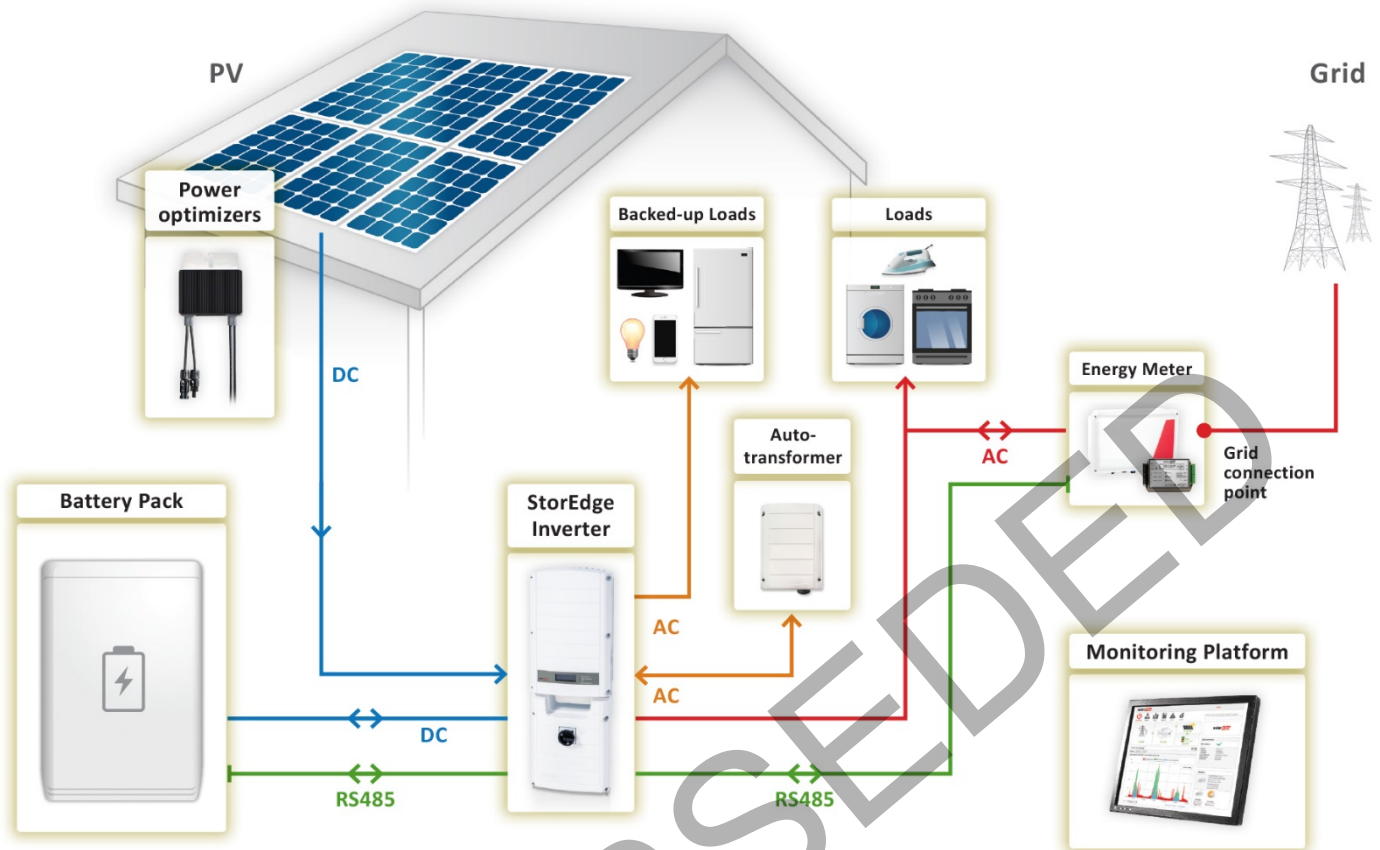 PV
Grid
Power
optimizers
Backed-up Loads
Loads
DC
Energy Meter
Auto-
transformer
AC
Grid
connection
point
Battery Pack
StorEdge
Inverter
AC
Monitoring Platform
AC
DC
RS485
RS485
SEDED